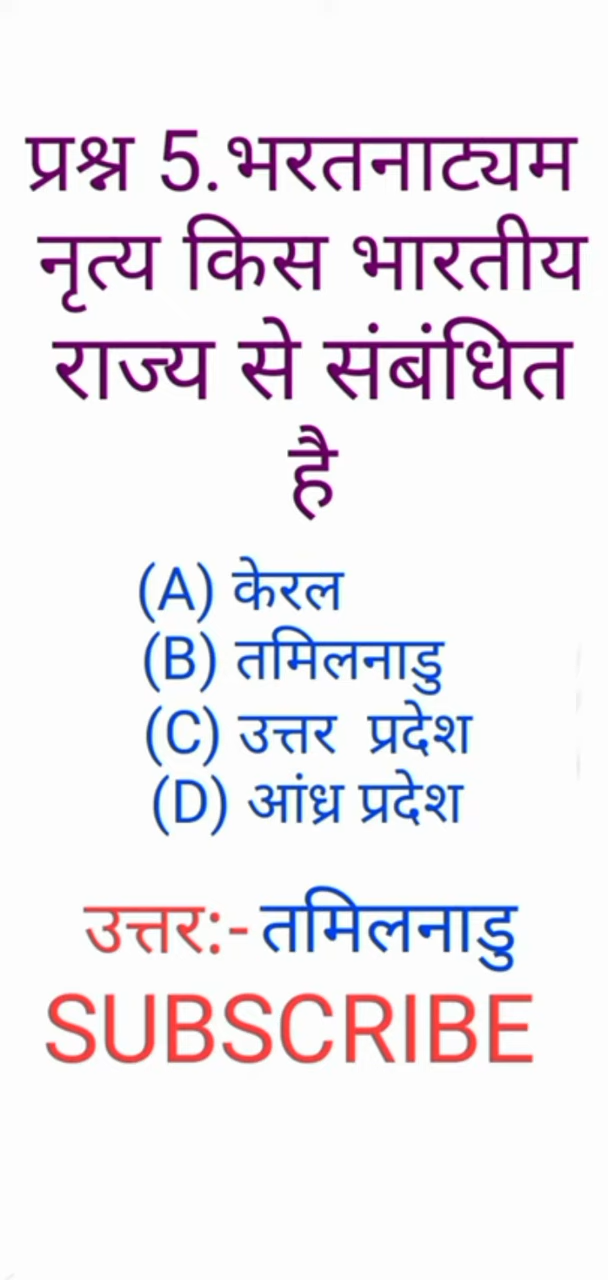 प्रश्न 5.भरतनाट्यम
नृत्य किस भारतीय
राज्य से संबंधित
है
(A) केरल
(B) तमिलनाडु
(C) उत्तर प्रदेश
(D) आंध्र प्रदेश
उत्तर:- तमिलनाडु
SUBSCRIBE